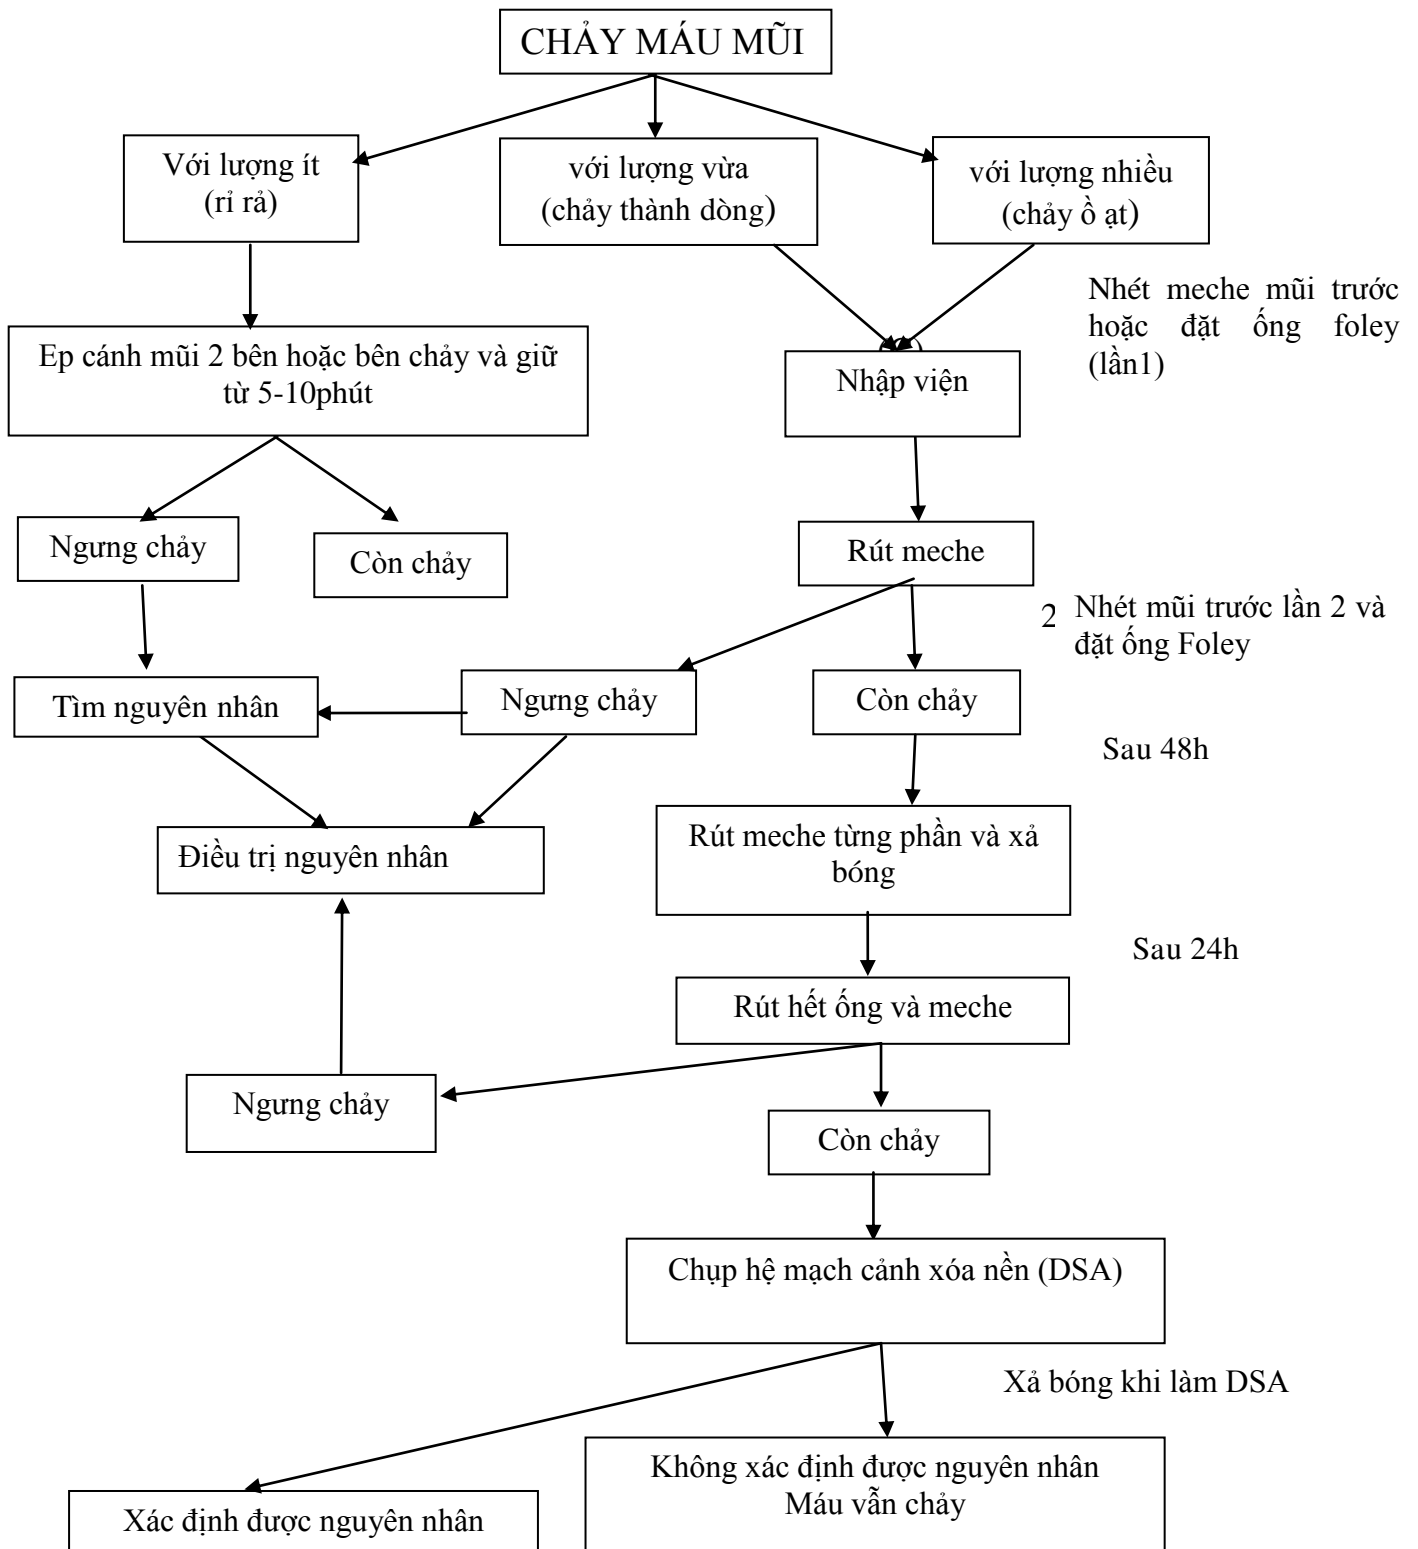 CHẢY MÁU MŨI
Với lượng ít
(rỉ rả)
với lượng vừa
(chảy thành dòng)
với lượng nhiều
(chảy ồ ạt)
Nhét meche mũi trước
hoặc đặt ống foley
(lần1)
Ep cánh mũi 2 bên hoặc bên chảy và giữ
từ 5-10phút
Nhập viện
Ngưng chảy
Còn chảy
Rút meche
2
Nhét mũi trước lần 2 và
đặt ống Foley
Tìm nguyên nhân
Ngưng chảy
Còn chảy
Sau 48h
Điều trị nguyên nhân
Rút meche từng phần và xả
bóng
Sau 24h
Rút hết ống và meche
Ngưng chảy
Còn chảy
Chụp hệ mạch cảnh xóa nền (DSA)
Xả bóng khi làm DSA
Không xác định được nguyên nhân
Máu vẫn chảy
Xác định được nguyên nhân